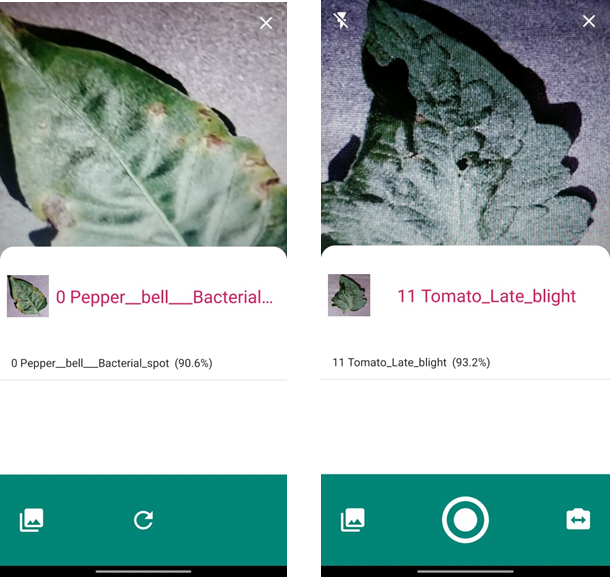 0 Pepper__bell___Bacterial...
0 Pepper__bell___Bacterial_spot (90.6%)
11 Tomato_Late_blight
11 Tomato_Late_blight (93.2%)